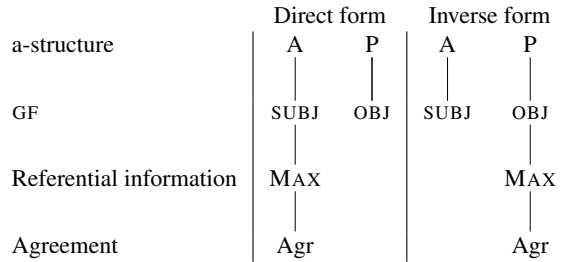 Direct form Inverse form
a-structure A P A P
GF SUBJ OBJ SUBJ OBJ
Referential information MAX MAX
Agreement Agr Agr